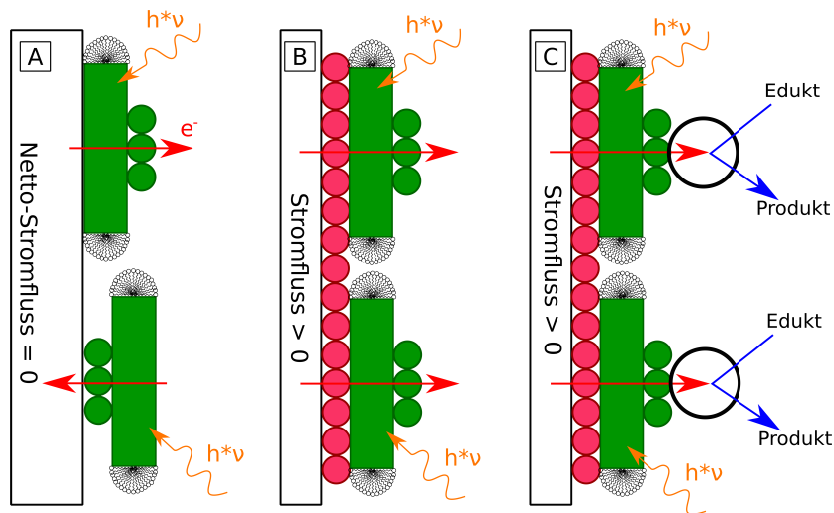 A
h*ν
e-
Netto-Stromfluss = 0
h*ν
B
h*ν
Stromfluss > 0
h*ν
C
h*ν
Edukt
Produkt
Stromfluss > 0
Edukt
Produkt
h*ν